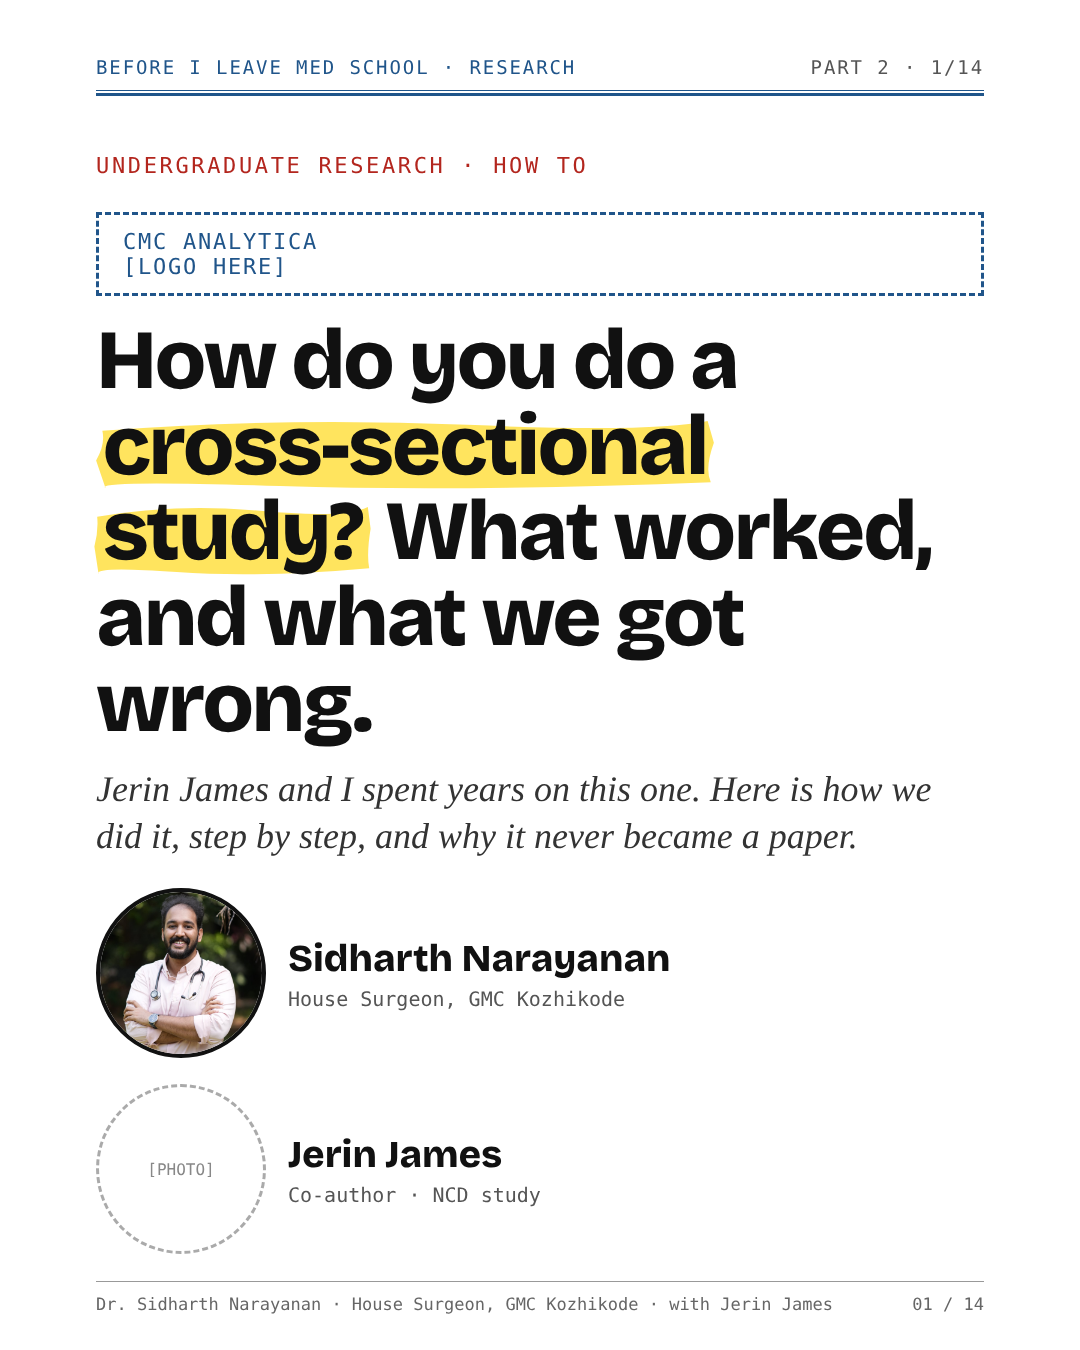 BEFORE I LEAVE MED SCHOOL · RESEARCH
PART 2 · 1/14
UNDERGRADUATE RESEARCH · HOW TO
CMC ANALYTICA
[LOGO HERE]
How do you do a
cross-sectional
study? What worked,
and what we got
wrong.
Jerin James and I spent years on this one. Here is how we
did it, step by step, and why it never became a paper.
Sidharth Narayanan
House Surgeon, GMC Kozhikode
[PHOTO]
Jerin James
Co-author · NCD study
Dr. Sidharth Narayanan · House Surgeon, GMC Kozhikode · with Jerin James
01 / 14